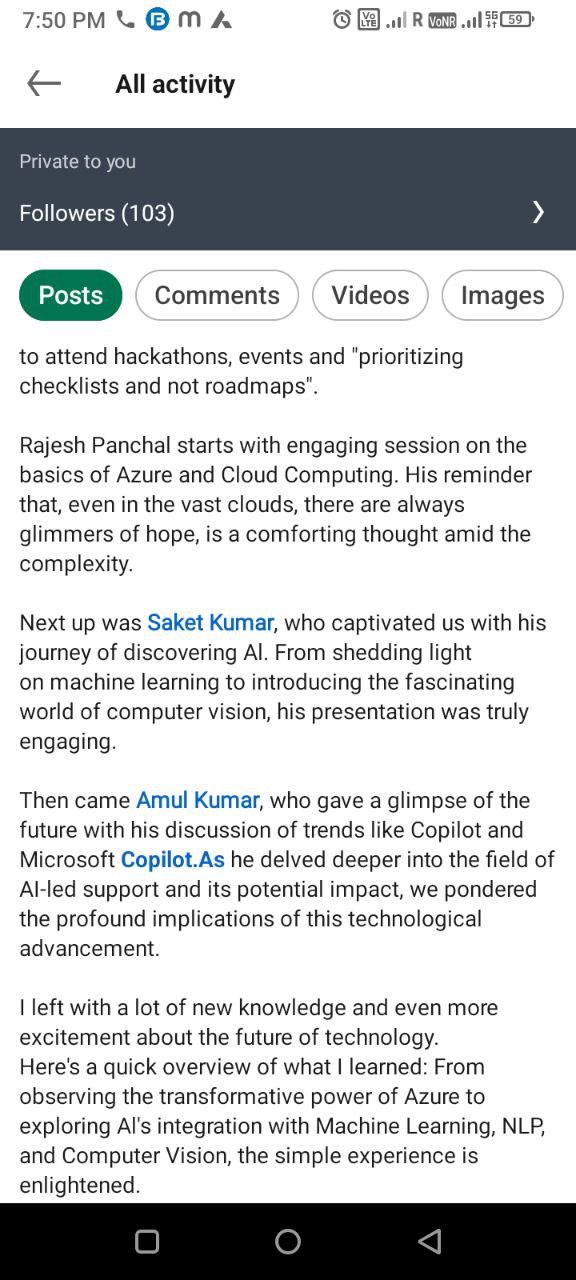 7:50 PM
Vo LTE R VoNR 59
All activity
Private to you
Followers (103)
Posts Comments Videos Images
to attend hackathons, events and "prioritizing
checklists and not roadmaps".
Rajesh Panchal starts with engaging session on the
basics of Azure and Cloud Computing. His reminder
that, even in the vast clouds, there are always
glimmers of hope, is a comforting thought amid the
complexity.
Next up was Saket Kumar, who captivated us with his
journey of discovering Al. From shedding light
on machine learning to introducing the fascinating
world of computer vision, his presentation was truly
engaging.
Then came Amul Kumar, who gave a glimpse of the
future with his discussion of trends like Copilot and
Microsoft Copilot.As he delved deeper into the field of
AI-led support and its potential impact, we pondered
the profound implications of this technological
advancement.
I left with a lot of new knowledge and even more
excitement about the future of technology.
Here's a quick overview of what I learned: From
observing the transformative power of Azure to
exploring Al's integration with Machine Learning, NLP,
and Computer Vision, the simple experience is
enlightened.